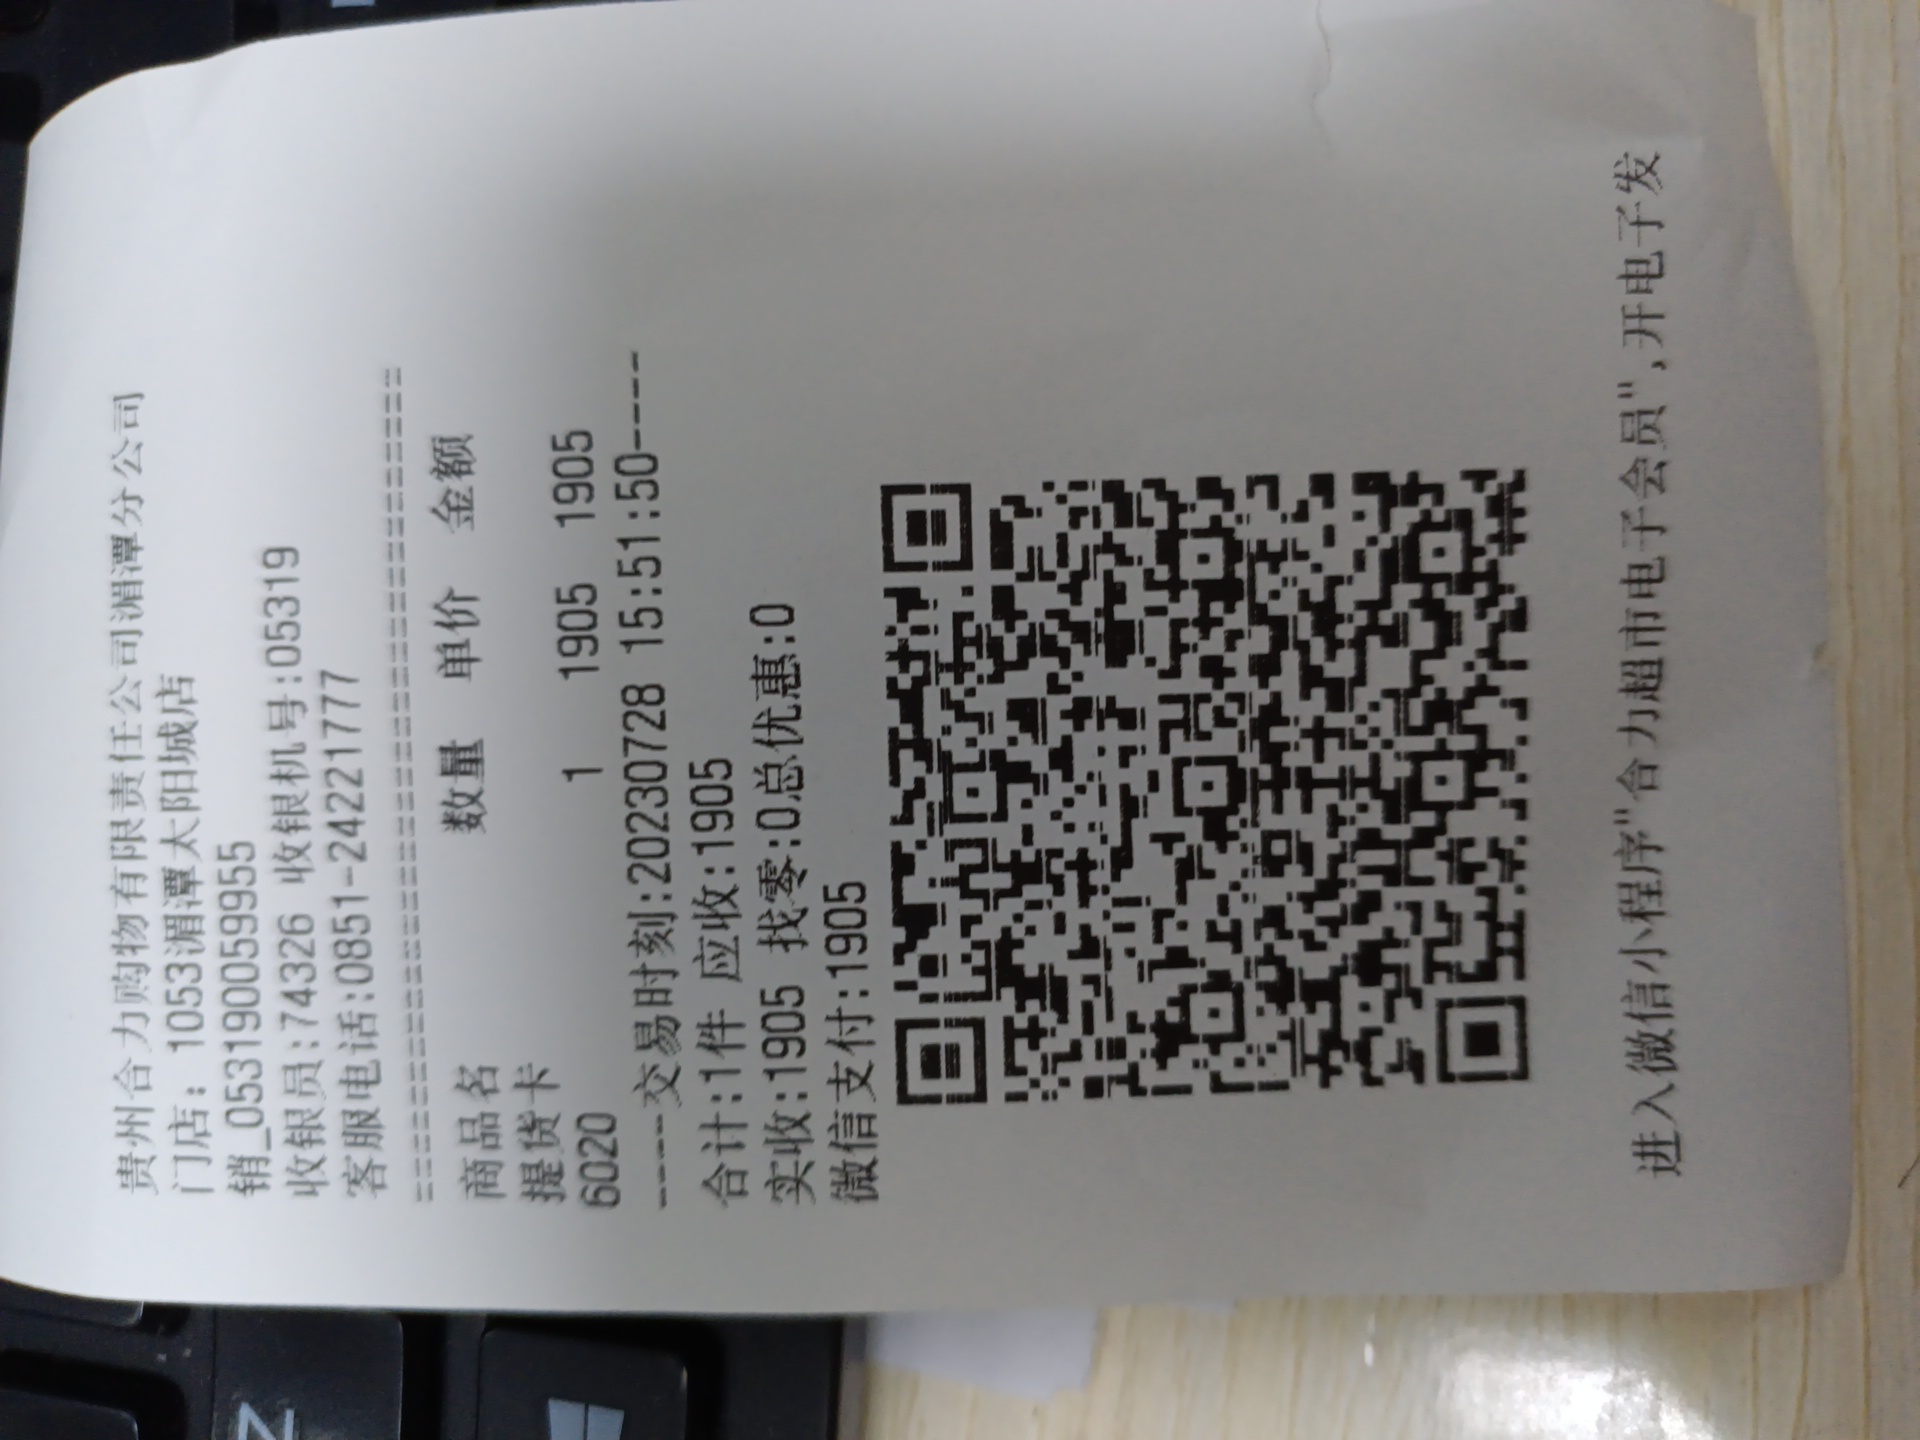 贵州合力购物有限责任公司湄潭分公司
门店: 1053湄潭太阳城店
销_05319005995​5
收银员:74326 收银机号:05319
客服电话:0851-24221777
==========================================
商品名 数量 单价 金额
提货卡
6020 1 1905 1905
-----交易时刻:20230728 15:51:50-----
合计:1件 应收:1905
实收:1905 找零:0总优惠:0
微信支付:1905
进入微信小程序"合力超市电子会员",开电子发
Z